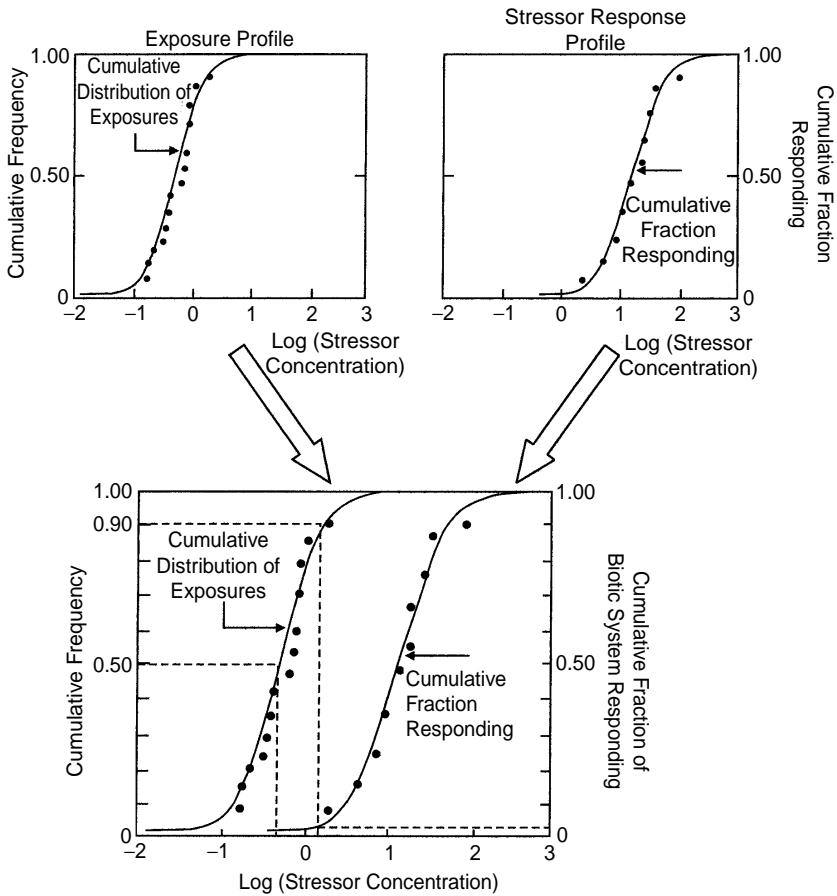 Exposure Profile
Cumulative Frequency
1.00
0.50
0
Cumulative
Distribution of
Exposures
−2
−1
0
1
2
3
Log (Stressor
Concentration)
Stressor Response
Profile
1.00
0.50
0
Cumulative Fraction
Responding
Cumulative
Fraction
Responding
−2
−1
0
1
2
3
Log (Stressor
Concentration)
Cumulative Frequency
1.00
0.90
0.50
0
Cumulative
Distribution of
Exposures
Cumulative
Fraction
Responding
1.00
0.50
0
Cumulative Fraction of
Biotic System Responding
−2
−1
0
1
2
3
Log (Stressor Concentration)